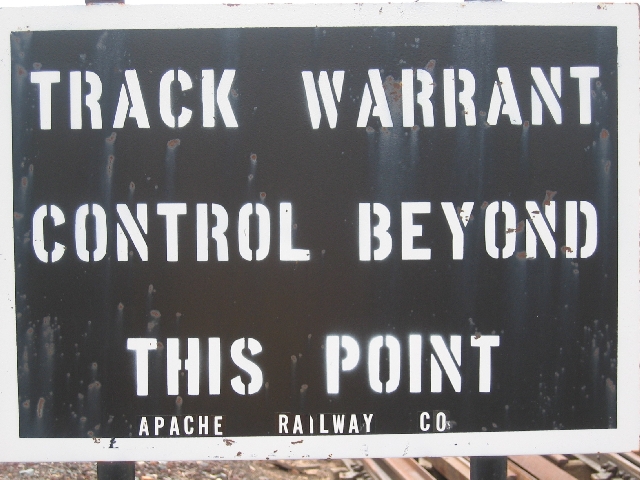 TRACK WARRANT
CONTROL BEYOND
THIS POINT
APACHE RAILWAY CO